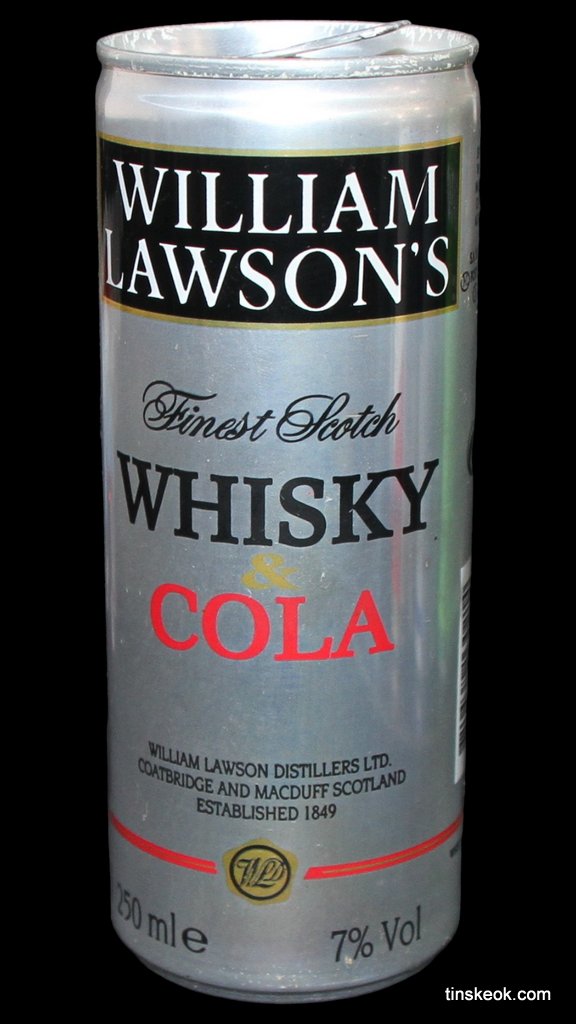 WILLIAM
LAWSON'S
Finest Scotch
WHISKY
&
COLA
WILLIAM LAWSON DISTILLERS LTD.
COATBRIDGE AND MACDUFF SCOTLAND
ESTABLISHED 1849
WLD
250 ml e
7% Vol
tinskeok.com